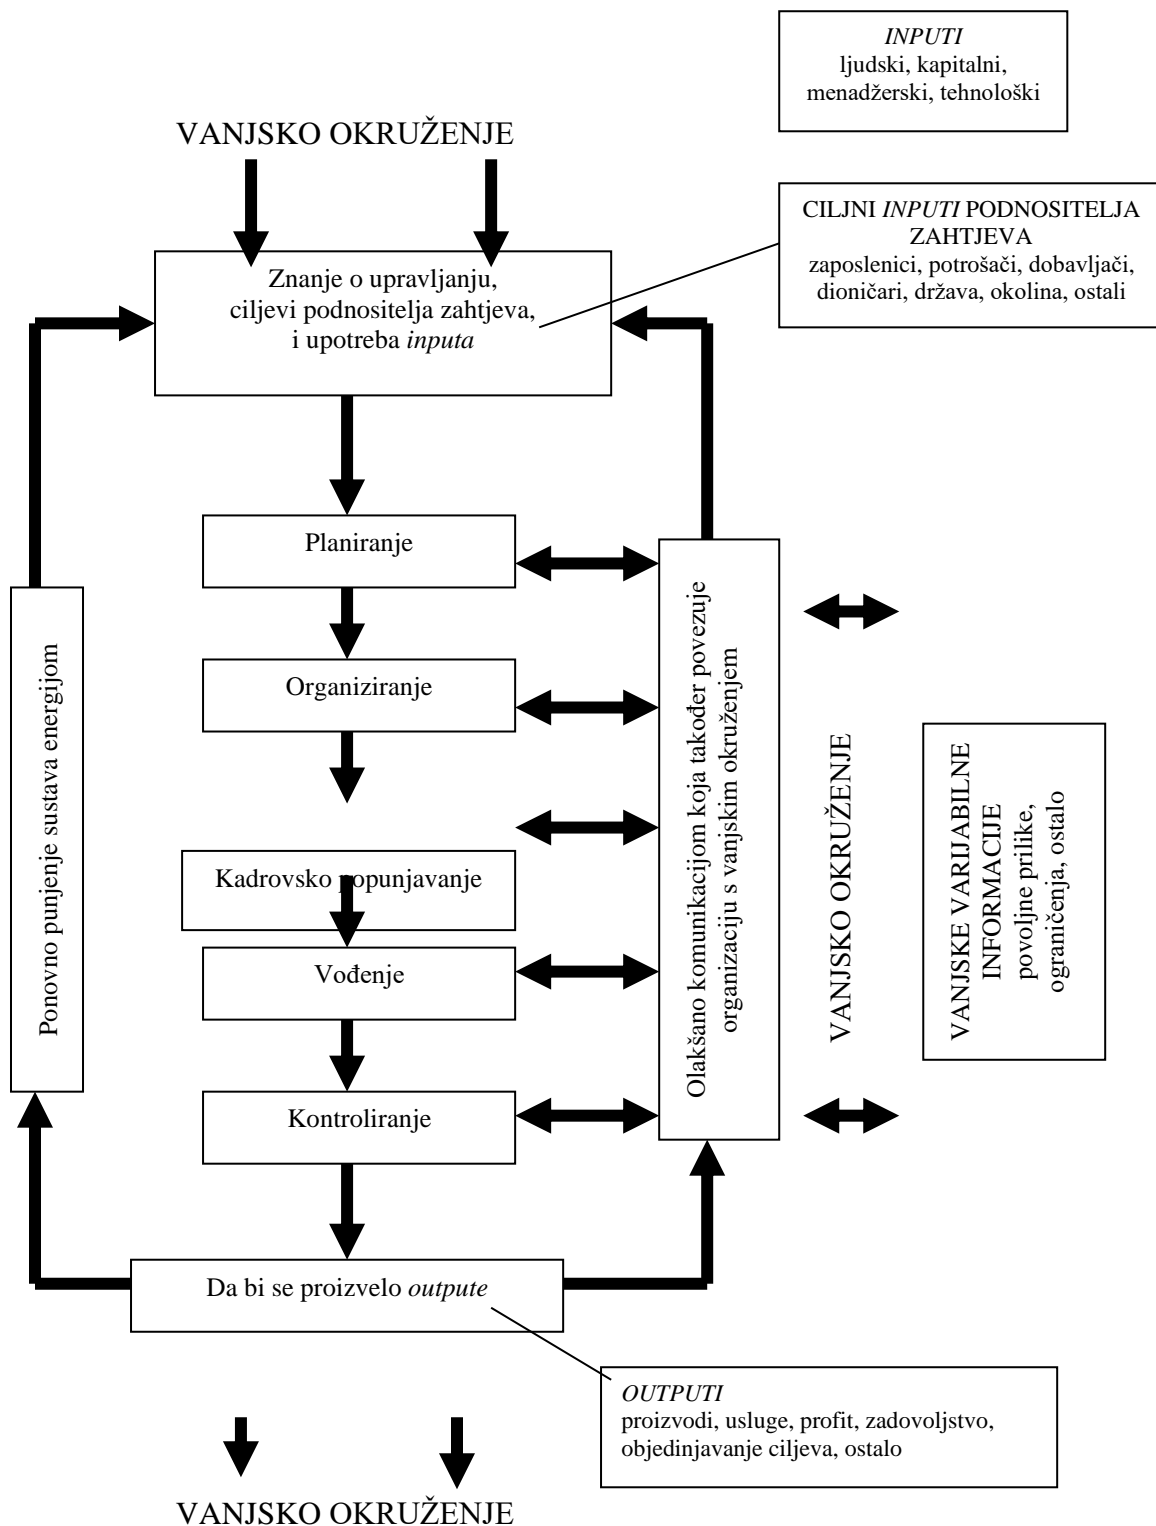 INPUTI
ljudski, kapitalni,
menadžerski, tehnološki
VANJSKO OKRUŽENJE
CILJNI INPUTI PODNOSITELJA
ZAHTJEVA
zaposlenici, potrošači, dobavljači,
dioničari, država, okolina, ostali
Znanje o upravljanju,
ciljevi podnositelja zahtjeva,
i upotreba inputa
Planiranje
Organiziranje
Kadrovsko popunjavanje
Vođenje
Kontroliranje
Ponovno punjenje sustava energijom
Olakšano komunikacijom koja također povezuje
organizaciju s vanjskim okruženjem
VANJSKO OKRUŽENJE
VANJSKE VARIJABILNE
INFORMACIJE
povoljne prilike,
ograničenja, ostalo
Da bi se proizvelo outpute
OUTPUTI
proizvodi, usluge, profit, zadovoljstvo,
objedinjavanje ciljeva, ostalo
VANJSKO OKRUŽENJE